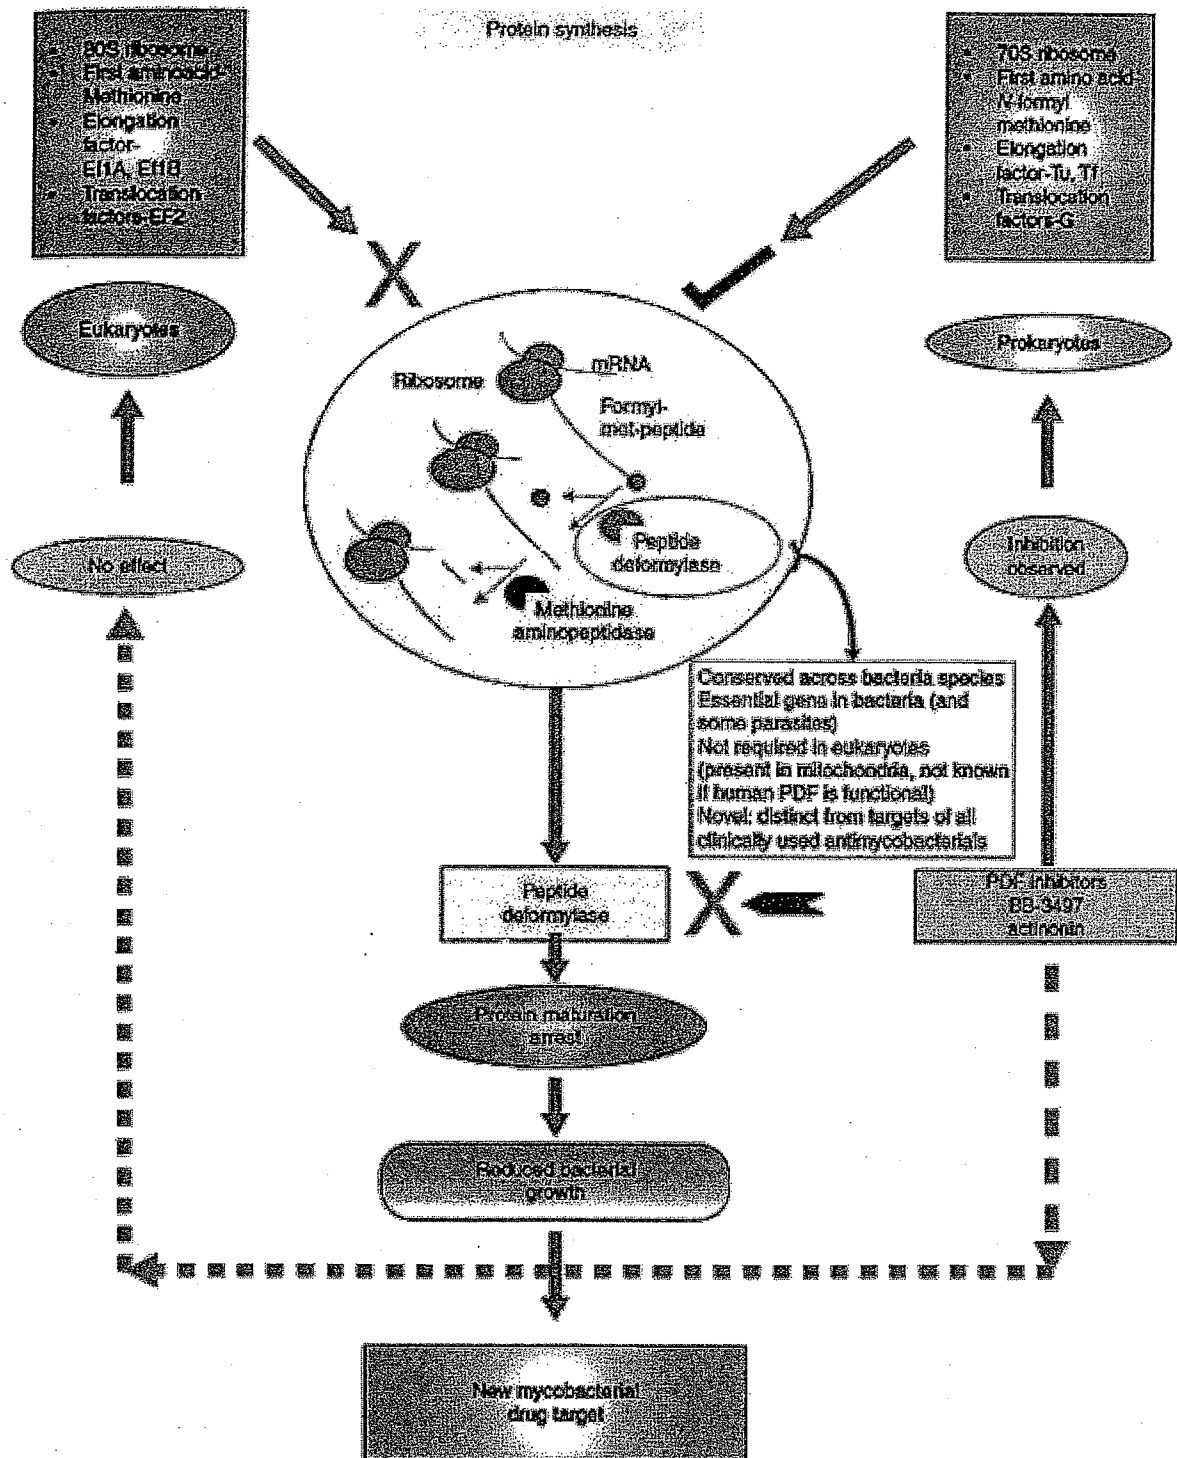 Protein synthesis
• 80S ribosome
• First aminoacid-
Methionine
• Elongation
factor-
Ef1A, Ef1B
• Translocation
factors-EF2
• 70S ribosome
• First amino acid-
N-formyl
methionine
• Elongation
factor-Tu, Tf
• Translocation
factors-G
Eukaryotes
Prokaryotes
Ribosome
mRNA
Formyl-
met-peptide
Peptide
deformylase
Methionine
aminopeptidase
No effect
Inhibition
observed
Conserved across bacteria species
Essential gene in bacteria (and
some parasites)
Not required in eukaryotes
(present in mitochondria, not known
if human PDF is functional)
Novel: distinct from targets of all
clinically used antimycobacterials
Peptide
deformylase
PDF inhibitors
BB-3497
actinonin
Protein maturation
arrest
Reduced bacterial
growth
New mycobacterial
drug target